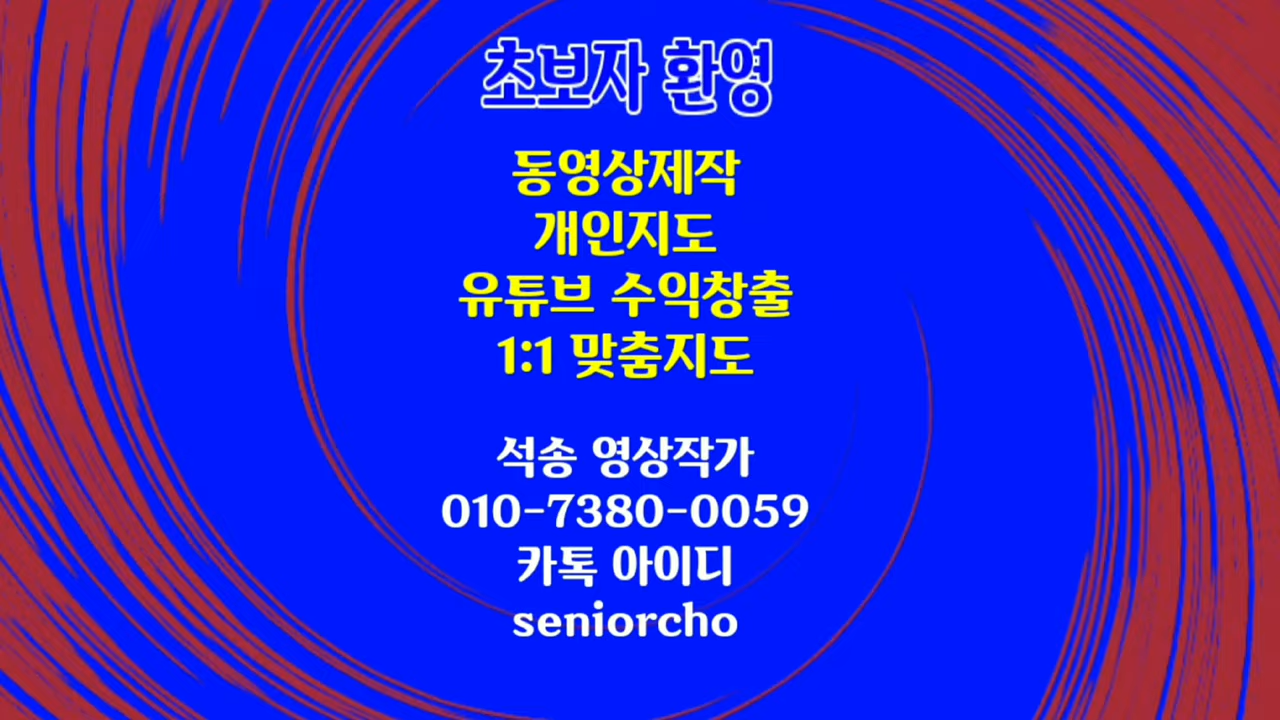 초보자 환영
동영상제작
개인지도
유튜브 수익창출
1:1 맞춤지도
석송 영상작가
010-7380-0059
카톡 아이디
seniorcho